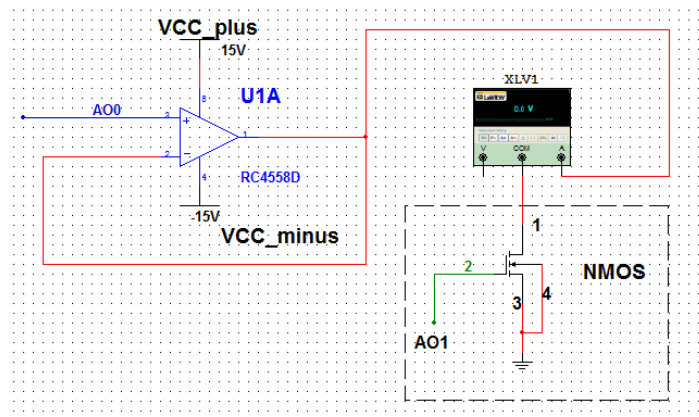 VCC_plus
15V
U1A
AO0
3
8
+
1
-
2
4
RC4558D
-15V
VCC_minus
XLV1
LabVIEW
0.0 V
V
COM
A
1
2
NMOS
3
4
AO1